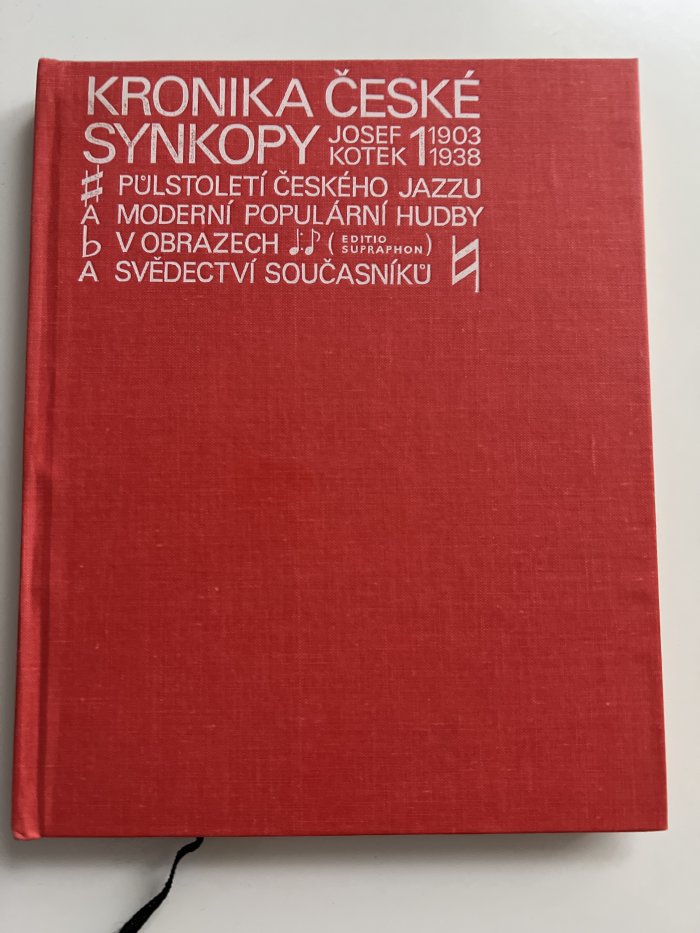 KRONIKA ČESKÉ
SYNKOPY JOSEF KOTEK 1 1903 1938
PŮLSTOLETÍ ČESKÉHO JAZZU
A MODERNÍ POPULÁRNÍ HUDBY
V OBRAZECH (EDITIO SUPRAPHON)
A SVĚDECTVÍ SOUČASNÍKŮ